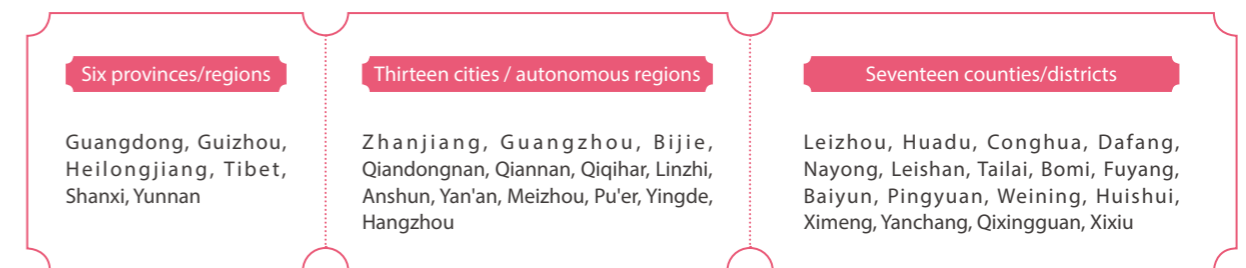 Six provinces/regions
Guangdong, Guizhou,
Heilongjiang, Tibet,
Shanxi, Yunnan
Thirteen cities / autonomous regions
Zhanjiang, Guangzhou, Bijie,
Qiandongnan, Qiannan, Qiqihar, Linzhi,
Anshun, Yan'an, Meizhou, Pu'er, Yingde,
Hangzhou
Seventeen counties/districts
Leizhou, Huadu, Conghua, Dafang,
Nayong, Leishan, Tailai, Bomi, Fuyang,
Baiyun, Pingyuan, Weining, Huishui,
Ximeng, Yanchang, Qixingguan, Xixiu